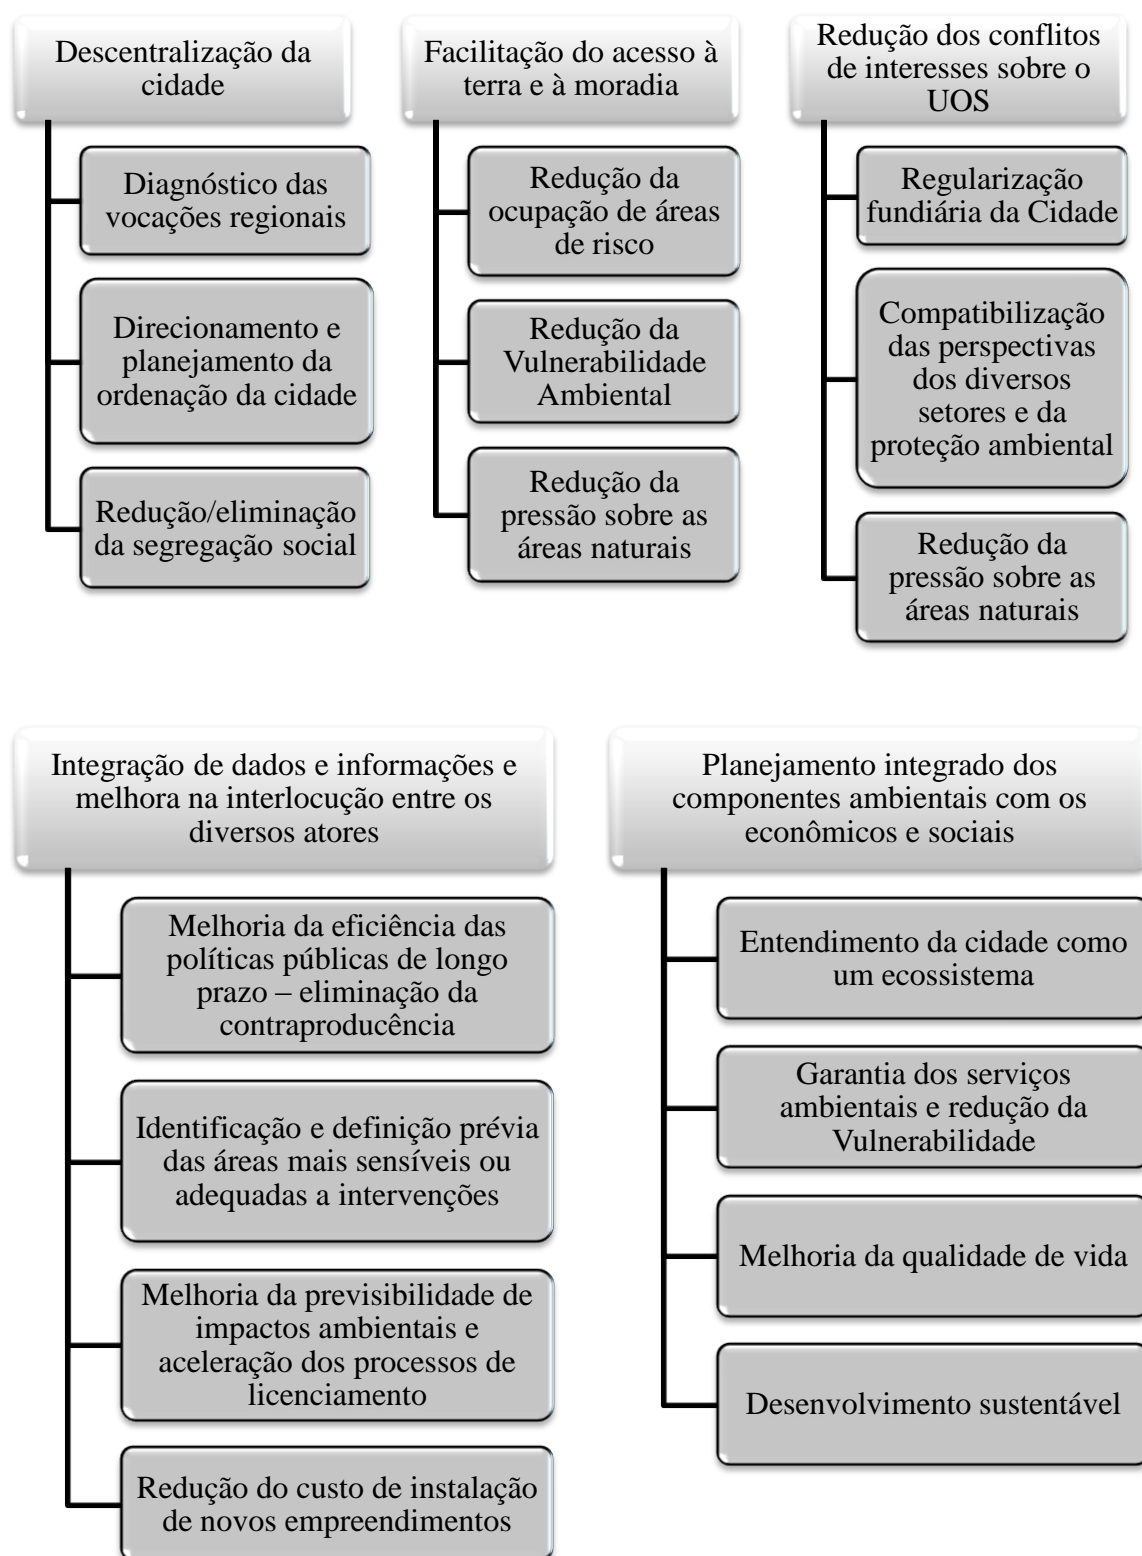 Descentralização da
cidade
Diagnóstico das
vocações regionais
Direcionamento e
planejamento da
ordenação da cidade
Redução/eliminação
da segregação social
Facilitação do acesso à
terra e à moradia
Redução da
ocupação de áreas
de risco
Redução da
Vulnerabilidade
Ambiental
Redução da
pressão sobre as
áreas naturais
Redução dos conflitos
de interesses sobre o
UOS
Regularização
fundiária da Cidade
Compatibilização
das perspectivas
dos diversos
setores e da
proteção ambiental
Redução da
pressão sobre as
áreas naturais
Integração de dados e informações e
melhora na interlocução entre os
diversos atores
Melhoria da eficiência das
políticas públicas de longo
prazo – eliminação da
contraproducência
Identificação e definição prévia
das áreas mais sensíveis ou
adequadas a intervenções
Melhoria da previsibilidade de
impactos ambientais e
aceleração dos processos de
licenciamento
Redução do custo de instalação
de novos empreendimentos
Planejamento integrado dos
componentes ambientais com os
econômicos e sociais
Entendimento da cidade como
um ecossistema
Garantia dos serviços
ambientais e redução da
Vulnerabilidade
Melhoria da qualidade de vida
Desenvolvimento sustentável